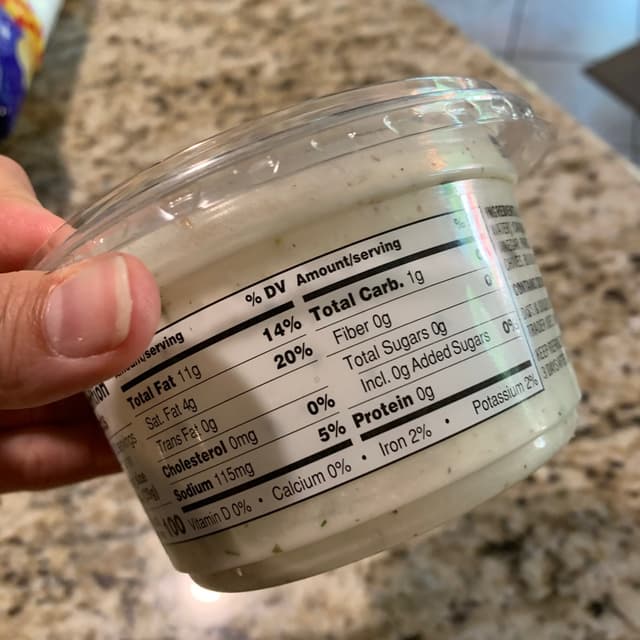 % DV
Amount/serving
%
Total Fat 11g
14%
Sat. Fat 4g
20%
Trans Fat 0g
Cholesterol 0mg
0%
Sodium 115mg
5%
Total Carb. 1g
Fiber 0g
Total Sugars 0g
Incl. 0g Added Sugars 0%
Protein 0g
100
Vitamin D 0% • Calcium 0% • Iron 2% • Potassium 2%